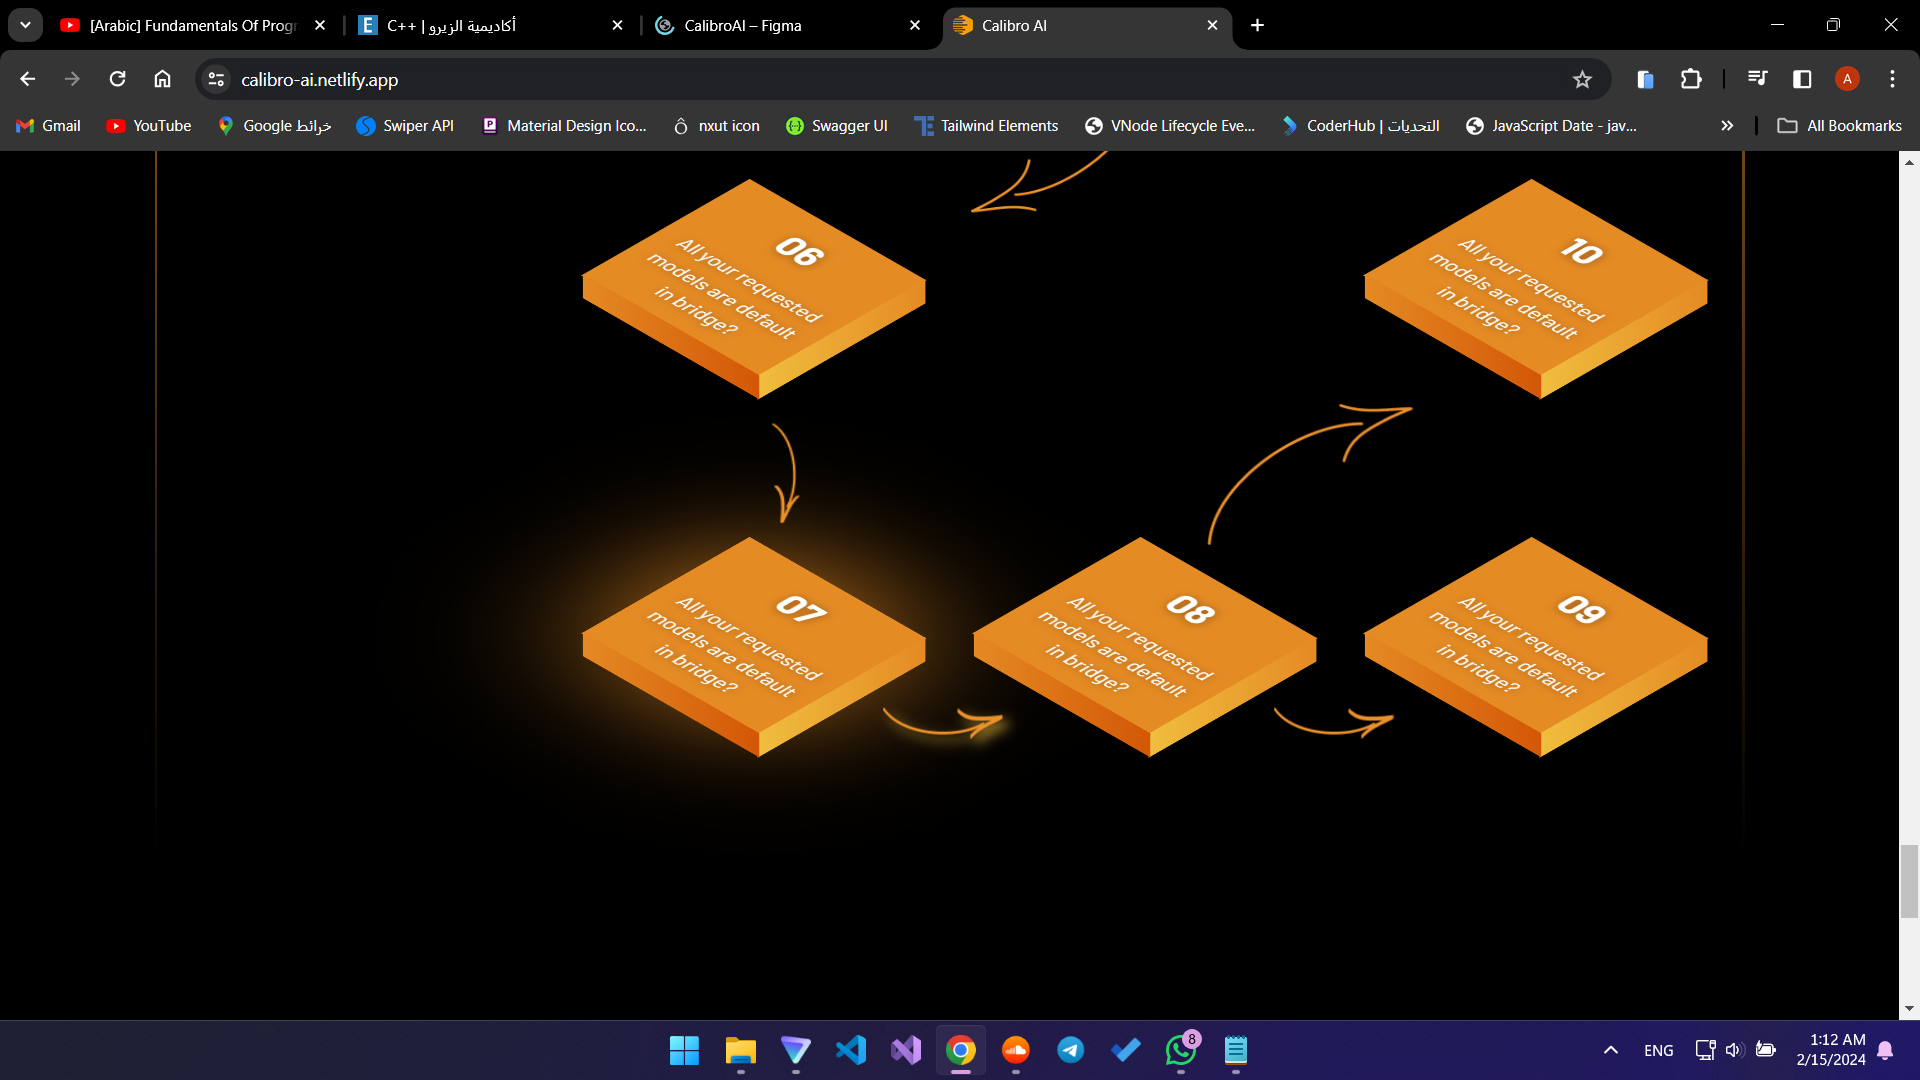 [Arabic] Fundamentals Of Progr
C++ | أكاديمية الزيرو
CalibroAI – Figma
Calibro AI
calibro-ai.netlify.app
A
Gmail
YouTube
Google خرائط
Swiper API
Material Design Ico...
nxut icon
Swagger UI
Tailwind Elements
VNode Lifecycle Eve...
CoderHub | التحديات
JavaScript Date - jav...
All Bookmarks
06
All your requested
models are default
in bridge?
10
All your requested
models are default
in bridge?
07
All your requested
models are default
in bridge?
08
All your requested
models are default
in bridge?
09
All your requested
models are default
in bridge?
8
ENG
1:12 AM
2/15/2024